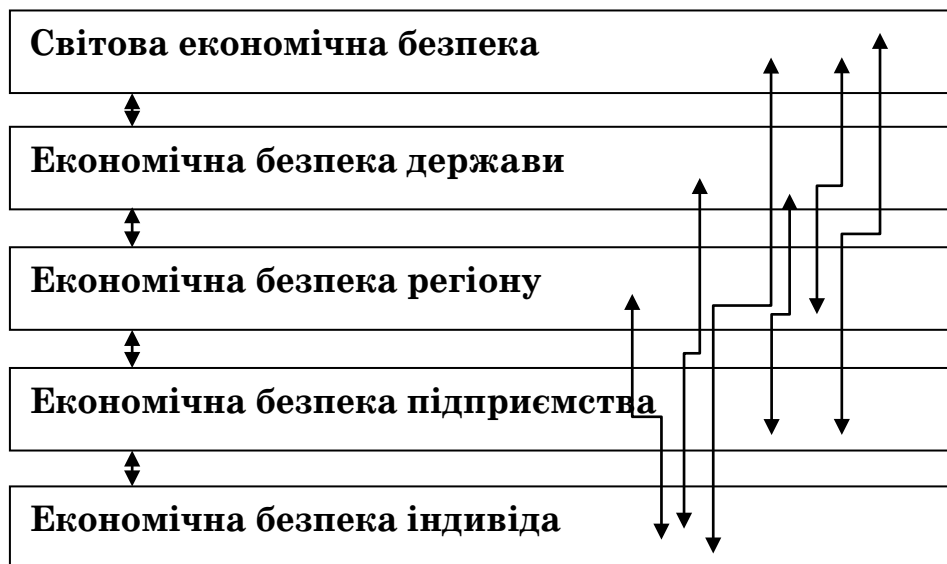 Світова економічна безпека
Економічна безпека держави
Економічна безпека регіону
Економічна безпека підприємства
Економічна безпека індивіда